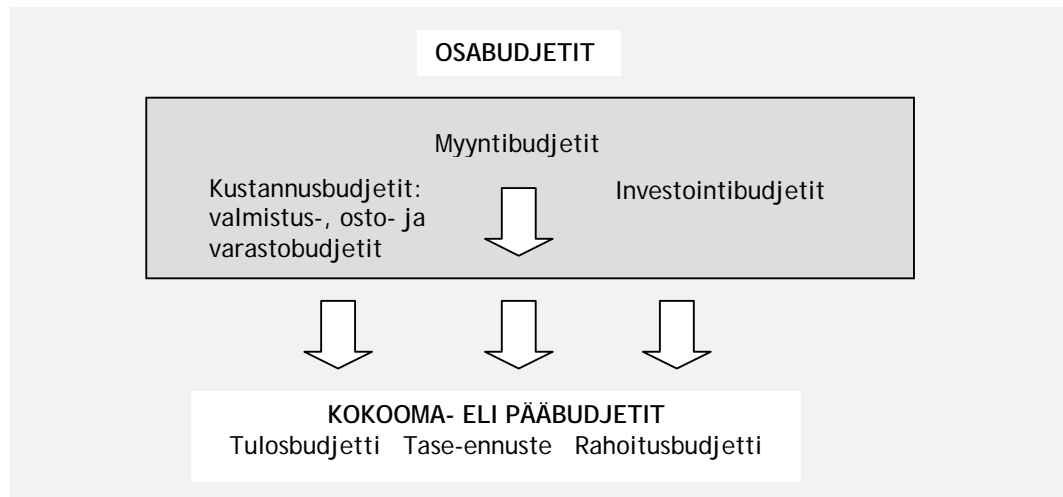 OSABUDJETIT
Myyntibudjetit
Kustannusbudjetit:
valmistus-, osto- ja
varastobudjetit
Investointibudjetit
KOKOOMA- ELI PÄÄBUDJETIT
Tulosbudjetti Tase-ennuste Rahoitusbudjetti